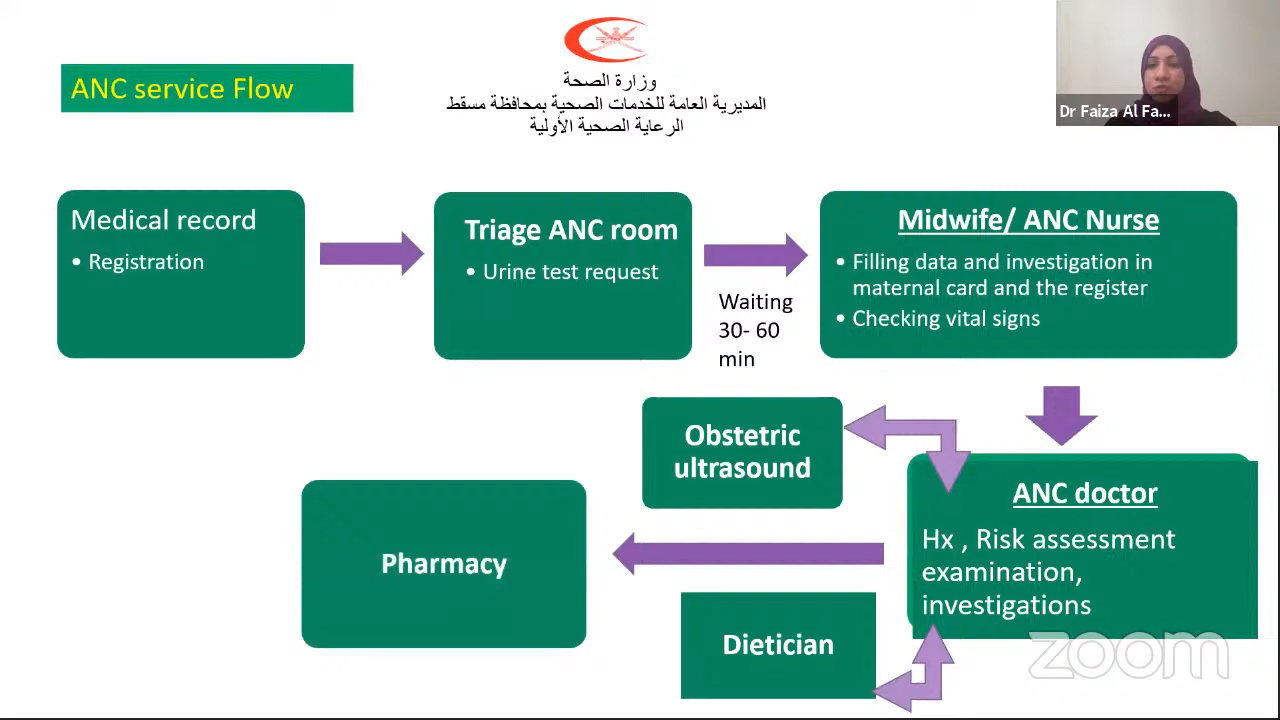 ANC service Flow
وزارة الصحة
المديرية العامة للخدمات الصحية بمحافظة مسقط
الرعاية الصحية الأولية
Dr Faiza Al Fa...
Medical record
• Registration
Triage ANC room
• Urine test request
Waiting
30- 60
min
Midwife/ ANC Nurse
• Filling data and investigation in
maternal card and the register
• Checking vital signs
Obstetric
ultrasound
ANC doctor
Hx , Risk assessment
examination,
investigations
Pharmacy
Dietician
zoom